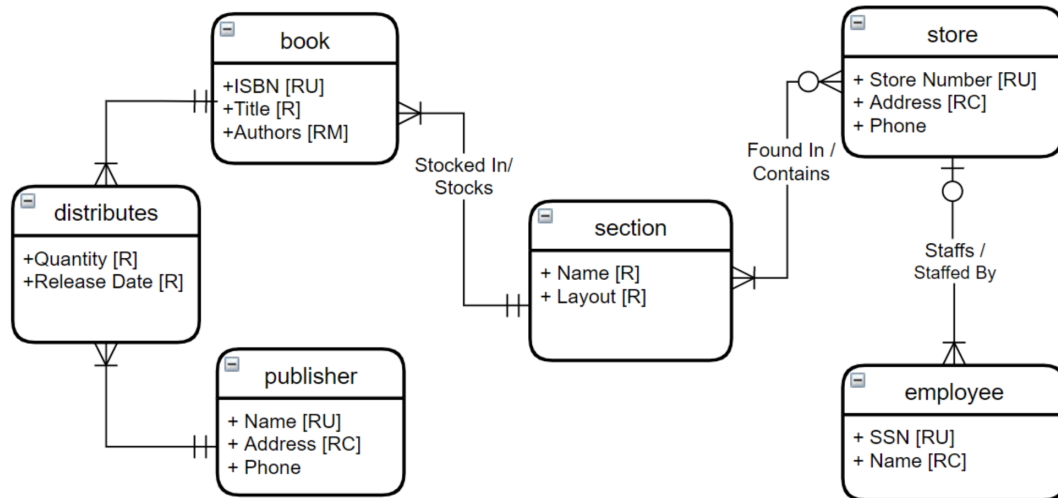 book
+ISBN [RU]
+Title [R]
+Authors [RM]
distributes
+Quantity [R]
+Release Date [R]
publisher
+ Name [RU]
+ Address [RC]
+ Phone
Stocked In/
Stocks
section
+ Name [R]
+ Layout [R]
Found In /
Contains
store
+ Store Number [RU]
+ Address [RC]
+ Phone
Staffs /
Staffed By
employee
+ SSN [RU]
+ Name [RC]